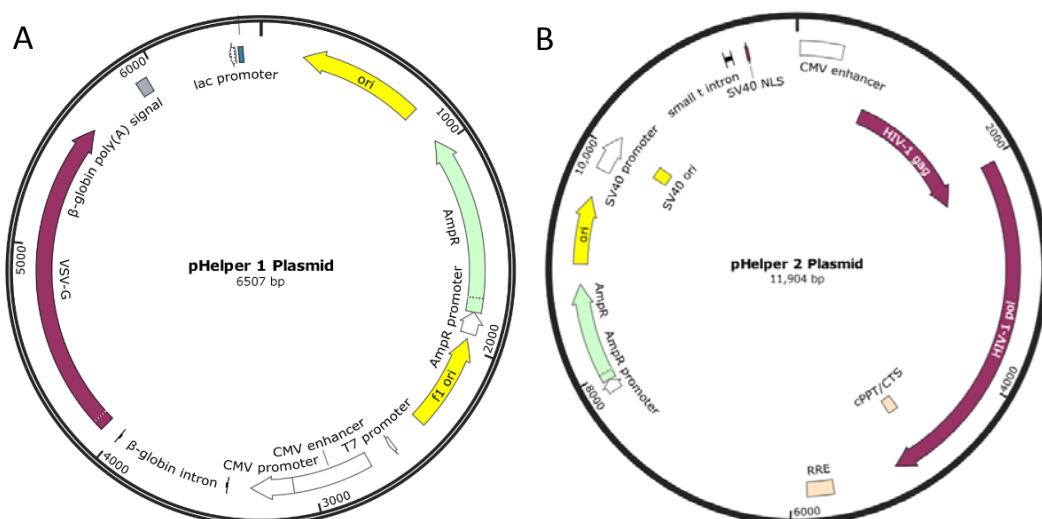 A
6000
lac promoter
ori
1000
β-globin poly(A) signal
AmpR
5000
VSV-G
pHelper 1 Plasmid
6507 bp
AmpR promoter
2000
f1 ori
T7 promoter
CMV enhancer
CMV promoter
3000
β-globin intron
4000
B
CMV enhancer
small t intron
SV40 NLS
2000
HIV-1 gag
10,000
SV40 promoter
SV40 ori
ori
pHelper 2 Plasmid
11,904 bp
HIV-1 pol
AmpR
AmpR promoter
8000
cPPT/CTS
4000
RRE
6000